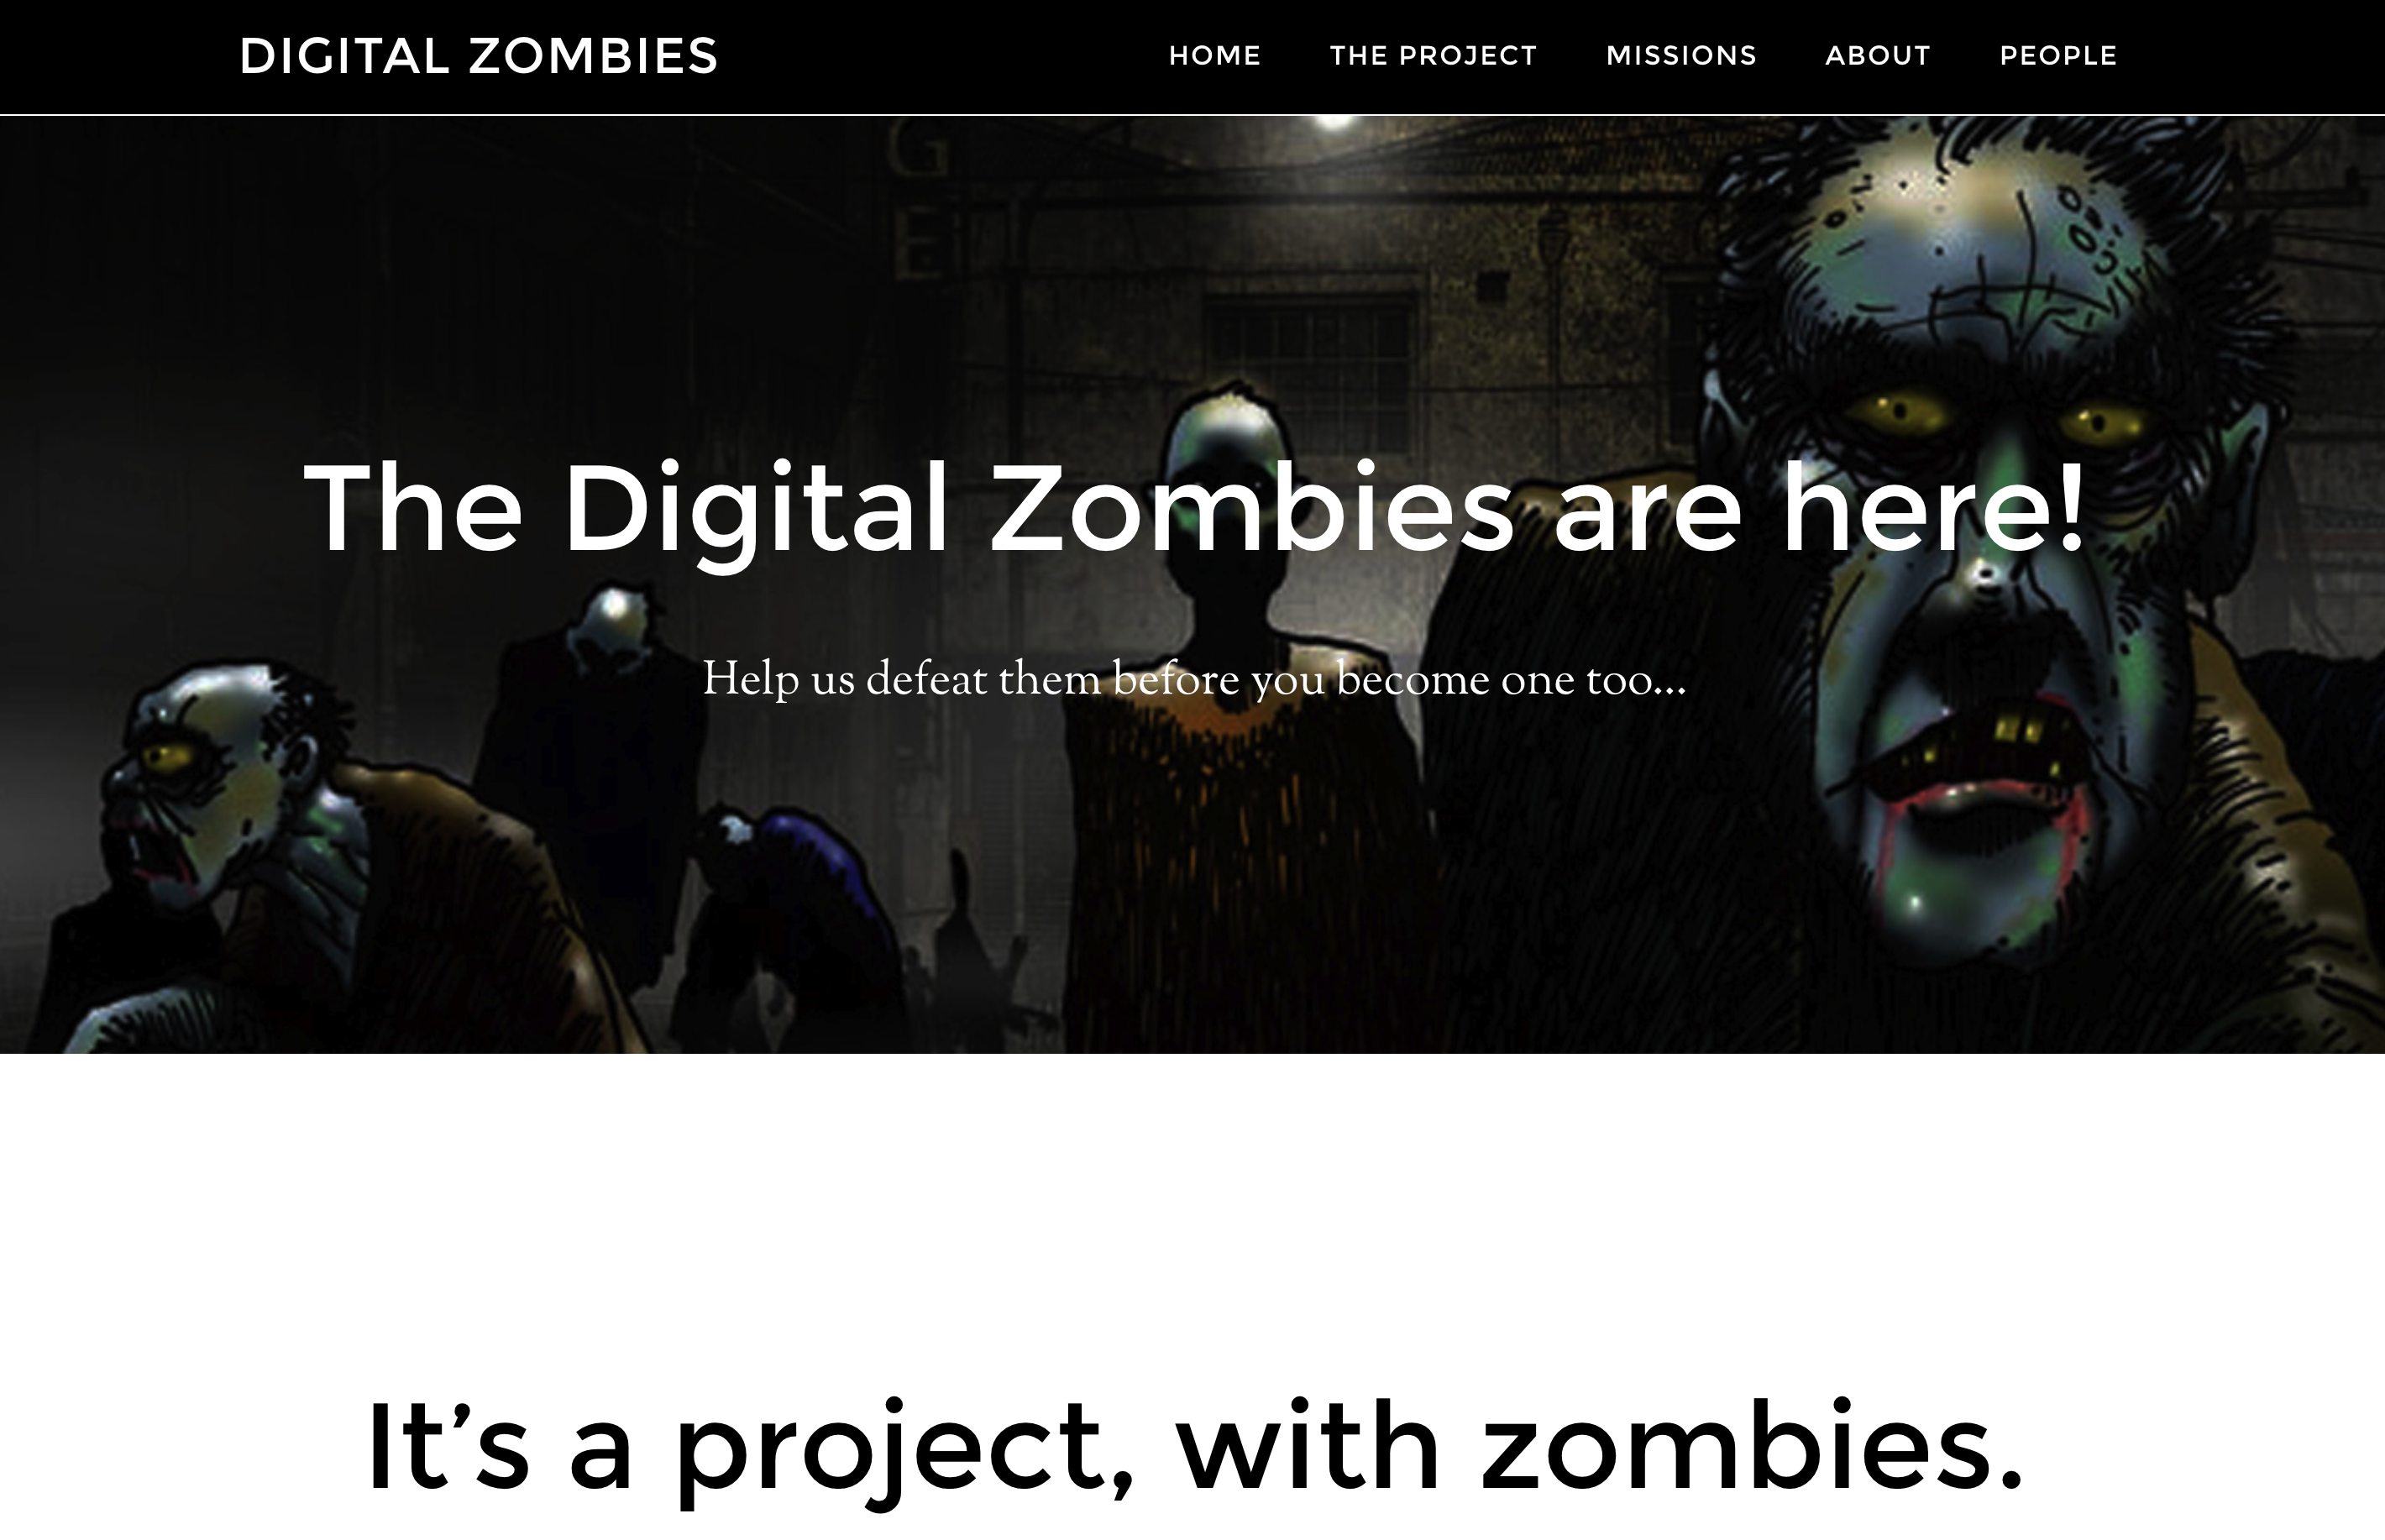 DIGITAL ZOMBIES
HOME THE PROJECT MISSIONS ABOUT PEOPLE
G
E
The Digital Zombies are here!
Help us defeat them before you become one too...
It’s a project, with zombies.